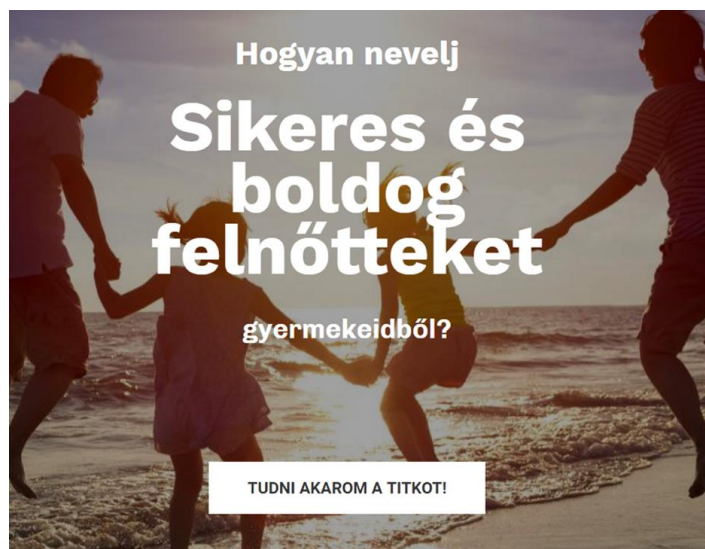 Hogyan nevelj
Sikeres és
boldog
felnőtteket
gyermekeidből?
TUDNI AKAROM A TITKOT!